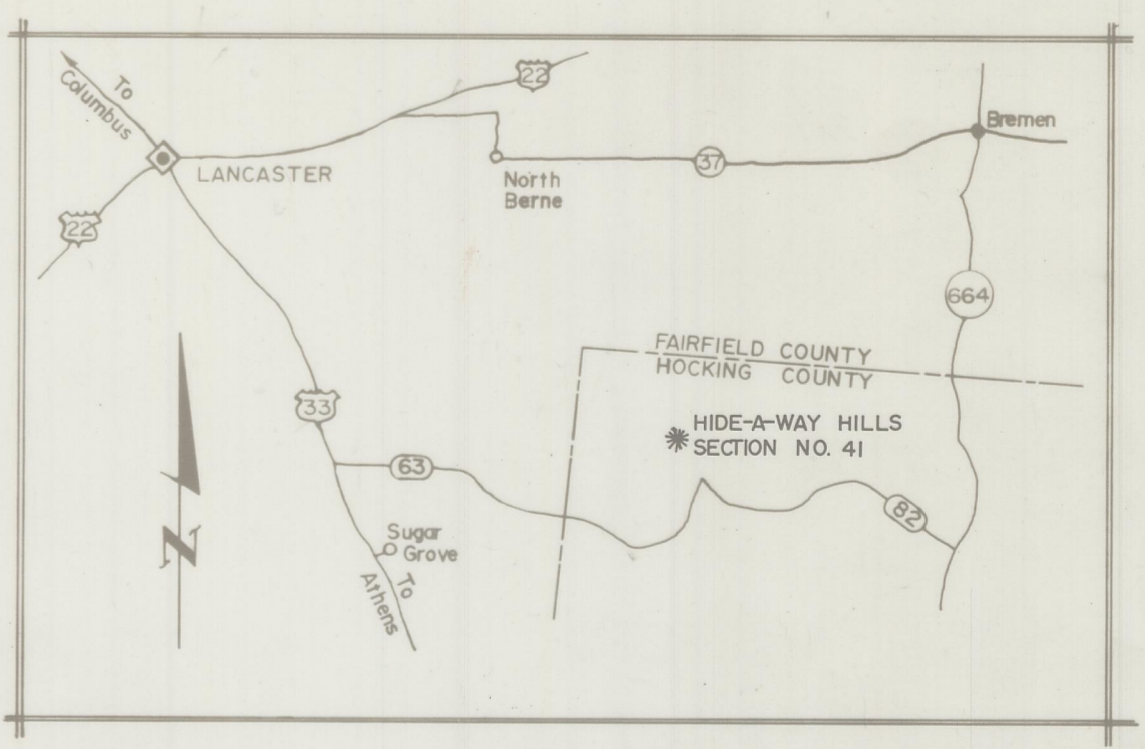 To
Columbus
22
LANCASTER
22
North
Berne
37
Bremen
664
FAIRFIELD COUNTY
HOCKING COUNTY
33
HIDE-A-WAY HILLS
SECTION NO. 41
63
82
N
Sugar
Grove
To
Athens